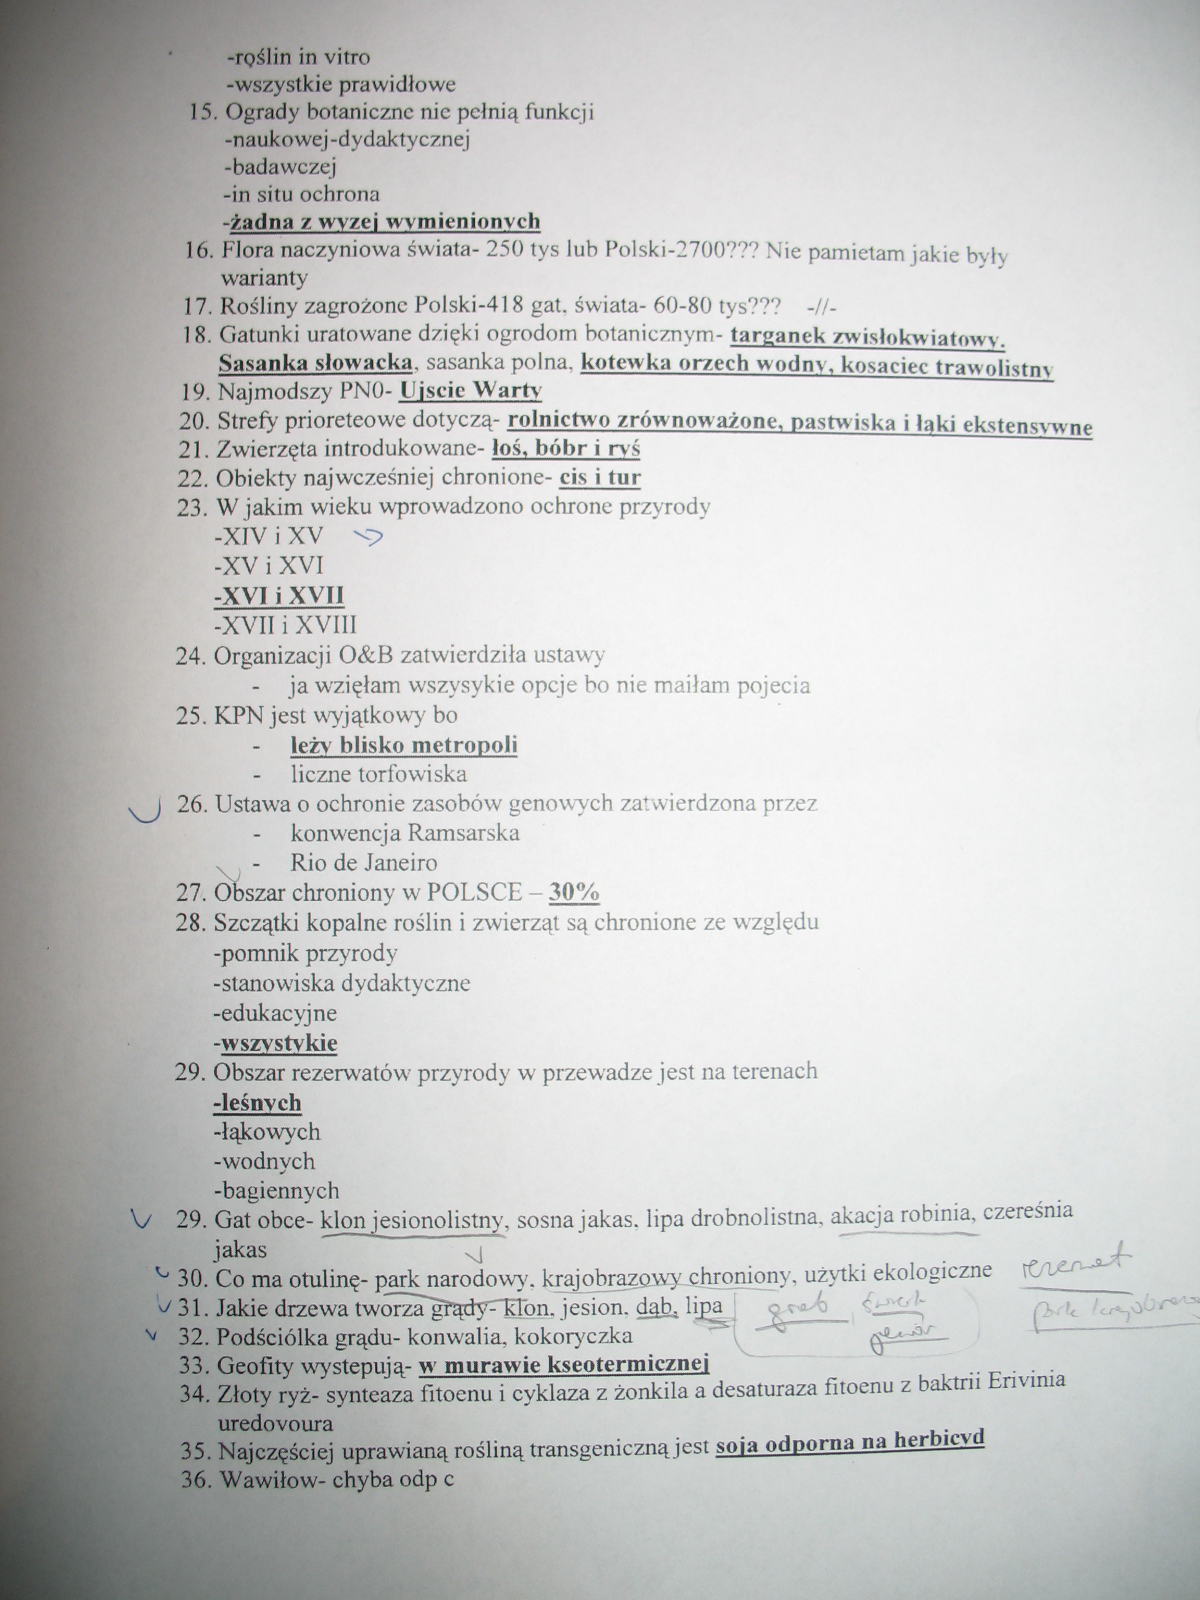 -roślin in vitro
-wszystkie prawidłowe
15. Ogrady botaniczne nie pełnią funkcji
-naukowej-dydaktycznej
-badawczej
-in situ ochrona
-żadna z wyzej wymienionych
16. Flora naczyniowa świata- 250 tys lub Polski-2700??? Nie pamietam jakie były
warianty
17. Rośliny zagrożone Polski-418 gat. świata- 60-80 tys??? -//-
18. Gatunki uratowane dzięki ogrodom botanicznym- targanek zwisłokwiatowy.
Sasanka słowacka, sasanka polna, kotewka orzech wodny, kosaciec trawolistny
19. Najmodszy PN0- Ujscie Warty
20. Strefy prioreteowe dotyczą- rolnictwo zrównoważone, pastwiska i łąki ekstensywne
21. Zwierzęta introdukowane- łoś, bóbr i ryś
22. Obiekty najwcześniej chronione- cis i tur
23. W jakim wieku wprowadzono ochrone przyrody
-XIV i XV
-XV i XVI
-XVI i XVII
-XVII i XVIII
24. Organizacji O&B zatwierdziła ustawy
- ja wzięłam wszysykie opcje bo nie maiłam pojecia
25. KPN jest wyjątkowy bo
- leży blisko metropoli
- liczne torfowiska
26. Ustawa o ochronie zasobów genowych zatwierdzona przez
- konwencja Ramsarska
- Rio de Janeiro
27. Obszar chroniony w POLSCE – 30%
28. Szczątki kopalne roślin i zwierząt są chronione ze względu
-pomnik przyrody
-stanowiska dydaktyczne
-edukacyjne
-wszystykie
29. Obszar rezerwatów przyrody w przewadze jest na terenach
-leśnych
-łąkowych
-wodnych
-bagiennych
29. Gat obce- klon jesionolistny, sosna jakas, lipa drobnolistna, akacja robinia, czereśnia
jakas
30. Co ma otulinę- park narodowy, krajobrazowy chroniony, użytki ekologiczne rezerwat
31. Jakie drzewa tworza grądy- klon, jesion, dąb, lipa grab, świerk park krajobrazo
jawor
32. Podściólka grądu- konwalia, kokoryczka
33. Geofity wystepują- w murawie kseotermicznej
34. Złoty ryż- synteaza fitoenu i cyklaza z żonkila a desaturaza fitoenu z baktrii Erivinia
uredovoura
35. Najczęściej uprawianą rośliną transgeniczną jest soja odporna na herbicyd
36. Wawiłow- chyba odp c